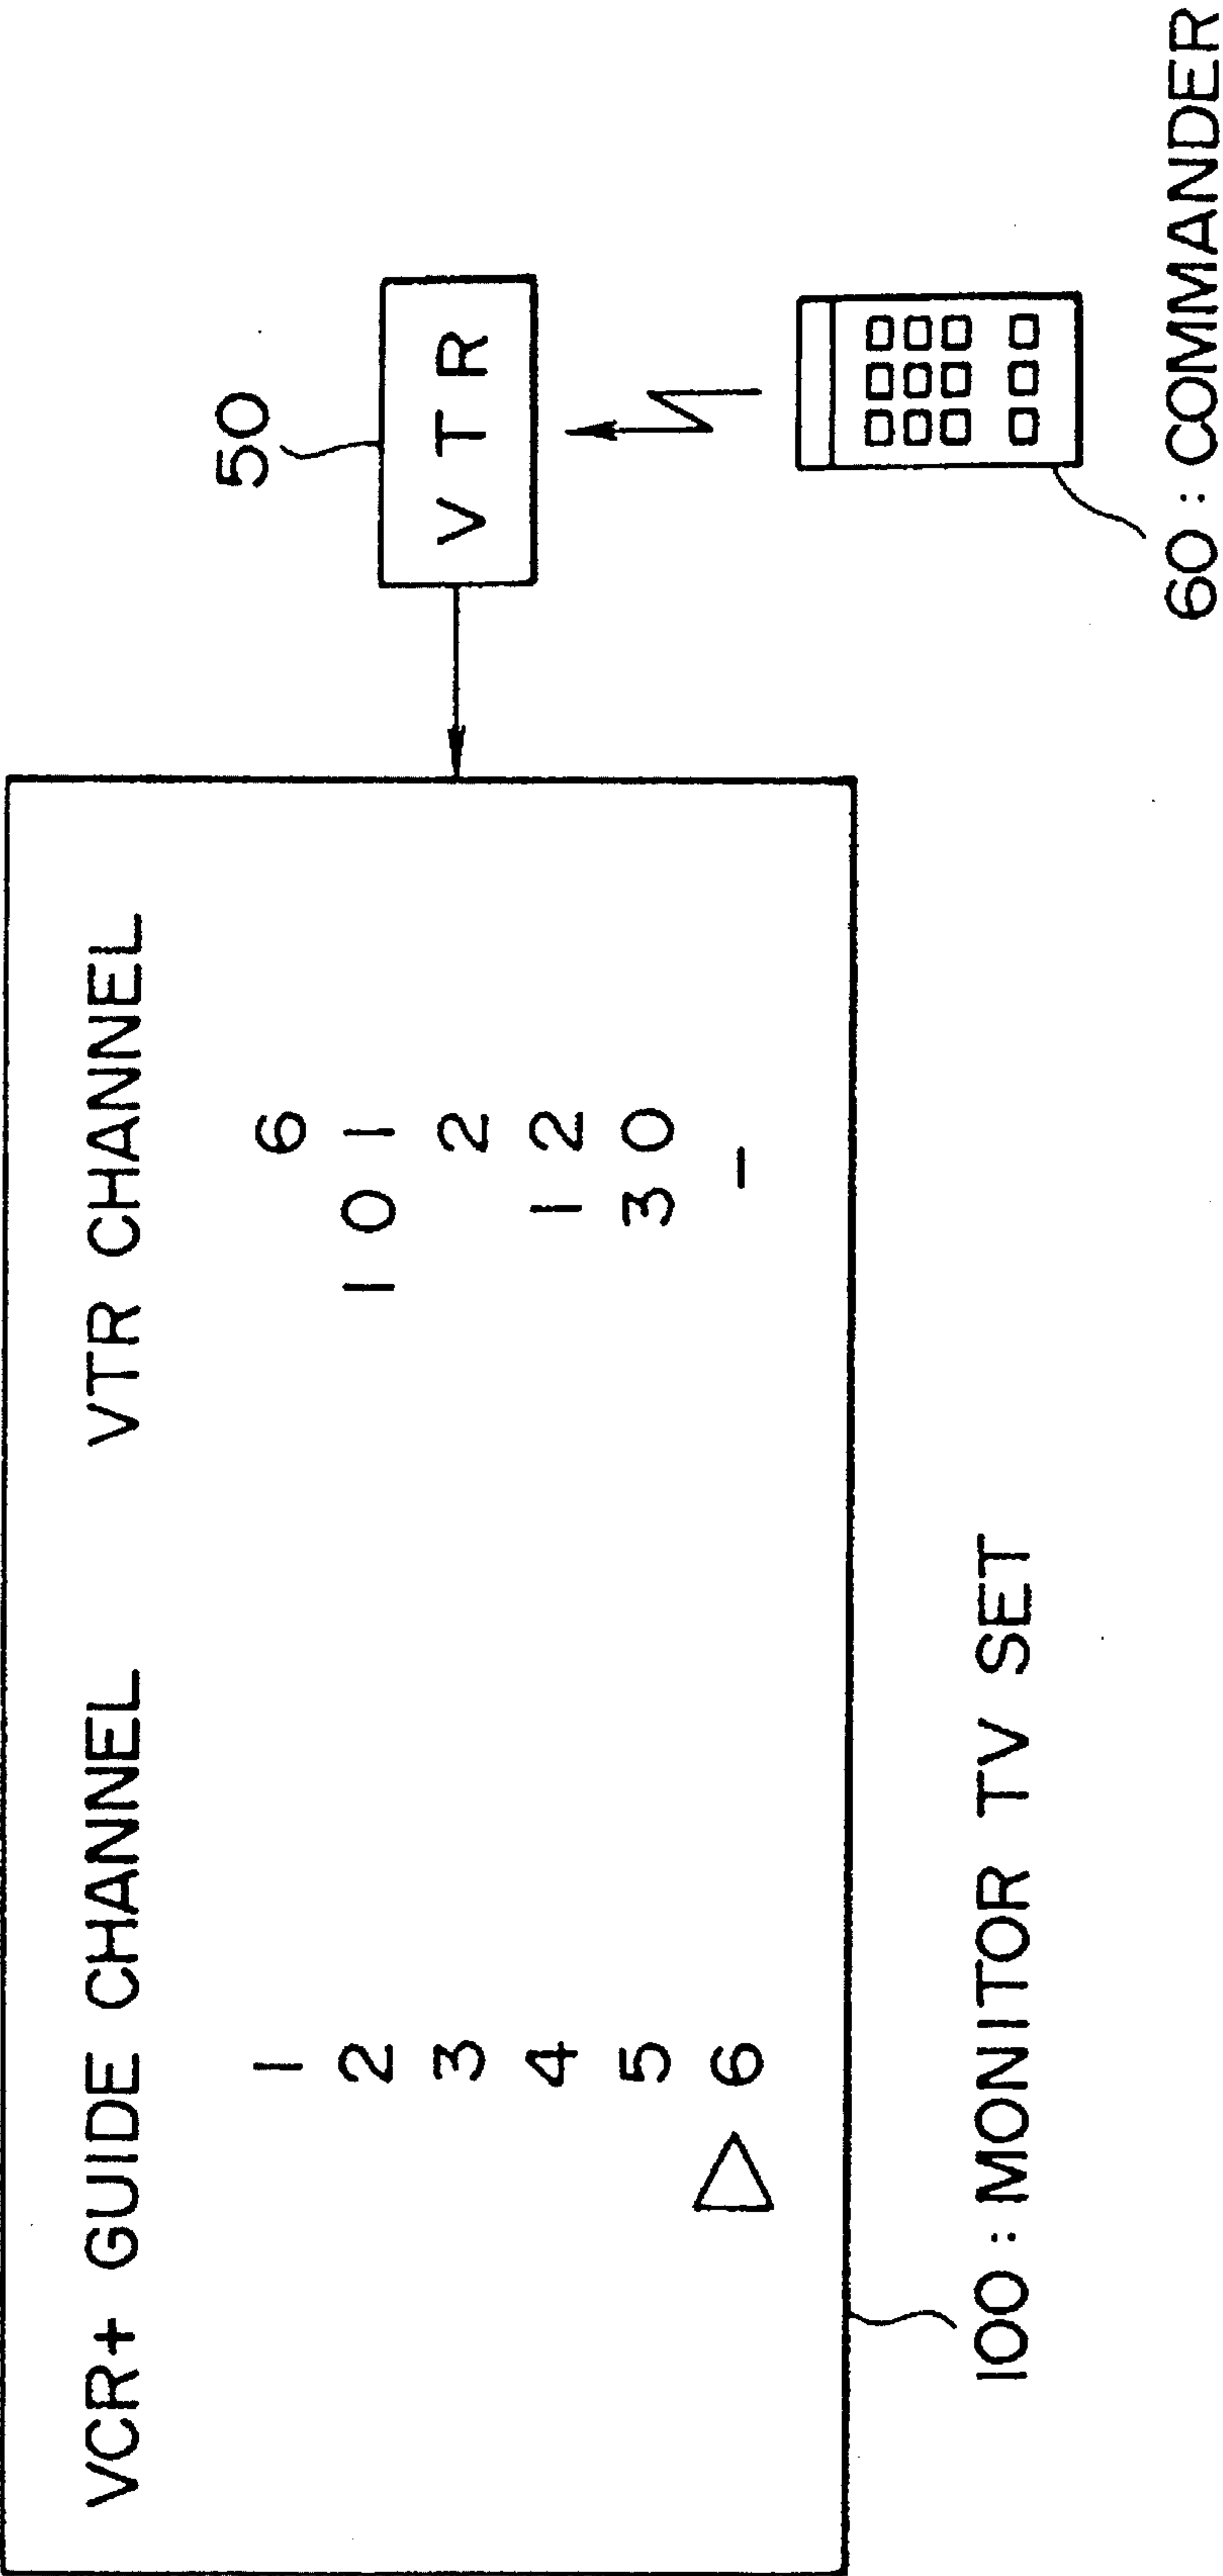 VCR+ GUIDE CHANNEL VTR CHANNEL
1 6
2 101
3 2
4 12
5 30
6 –
50
VTR
100 : MONITOR TV SET
60 : COMMANDER